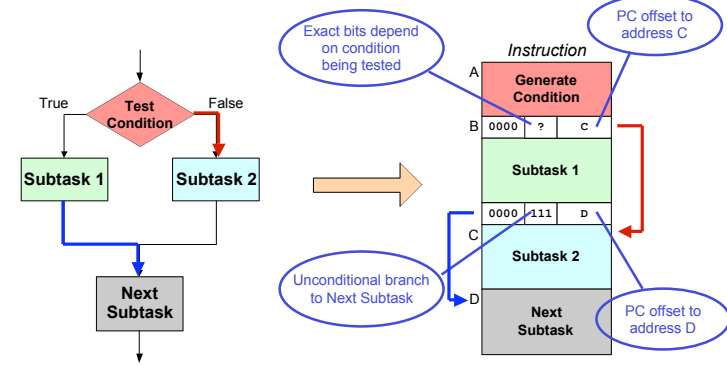 True
Test
Condition
False
Subtask 1
Subtask 2
Next
Subtask
Exact bits depend
on condition
being tested
Instruction
PC offset to
address C
A
Generate
Condition
B
0000
?
C
Subtask 1
0000
111
D
C
Subtask 2
Unconditional branch
to Next Subtask
D
Next
Subtask
PC offset to
address D